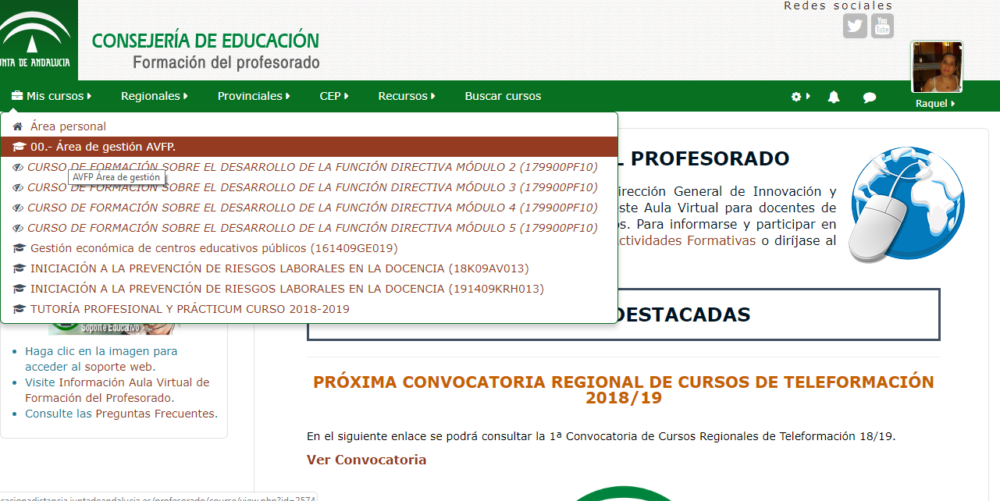 Redes sociales
You
Tube
JUNTA DE ANDALUCIA
CONSEJERÍA DE EDUCACIÓN
Formación del profesorado
Mis cursos Regionales Provinciales CEP Recursos Buscar cursos
Raquel
Área personal
00.- Área de gestión AVFP.
CURSO DE FORMACIÓN SOBRE EL DESARROLLO DE LA FUNCIÓN DIRECTIVA MÓDULO 2 (179900PF10)
AVFP Área de gestión
CURSO DE FORMACIÓN SOBRE EL DESARROLLO DE LA FUNCIÓN DIRECTIVA MÓDULO 3 (179900PF10)
CURSO DE FORMACIÓN SOBRE EL DESARROLLO DE LA FUNCIÓN DIRECTIVA MÓDULO 4 (179900PF10)
CURSO DE FORMACIÓN SOBRE EL DESARROLLO DE LA FUNCIÓN DIRECTIVA MÓDULO 5 (179900PF10)
Gestión económica de centros educativos públicos (161409GE019)
INICIACIÓN A LA PREVENCIÓN DE RIESGOS LABORALES EN LA DOCENCIA (18K09AV013)
INICIACIÓN A LA PREVENCIÓN DE RIESGOS LABORALES EN LA DOCENCIA (191409KRH013)
TUTORÍA PROFESIONAL Y PRÁCTICUM CURSO 2018-2019
L PROFESORADO
irección General de Innovación y
ste Aula Virtual para docentes de
os. Para informarse y participar en
ctividades Formativas o diríjase al
Soporte Educativo
Haga clic en la imagen para
acceder al soporte web.
Visite Información Aula Virtual de
Formación del Profesorado.
Consulte las Preguntas Frecuentes.
DESTACADAS
PRÓXIMA CONVOCATORIA REGIONAL DE CURSOS DE TELEFORMACIÓN
2018/19
En el siguiente enlace se podrá consultar la 1ª Convocatoria de Cursos Regionales de Teleformación 18/19.
Ver Convocatoria
cacionadistancia.juntadeandalucia.es/profesorado/course/view.php?id=2574